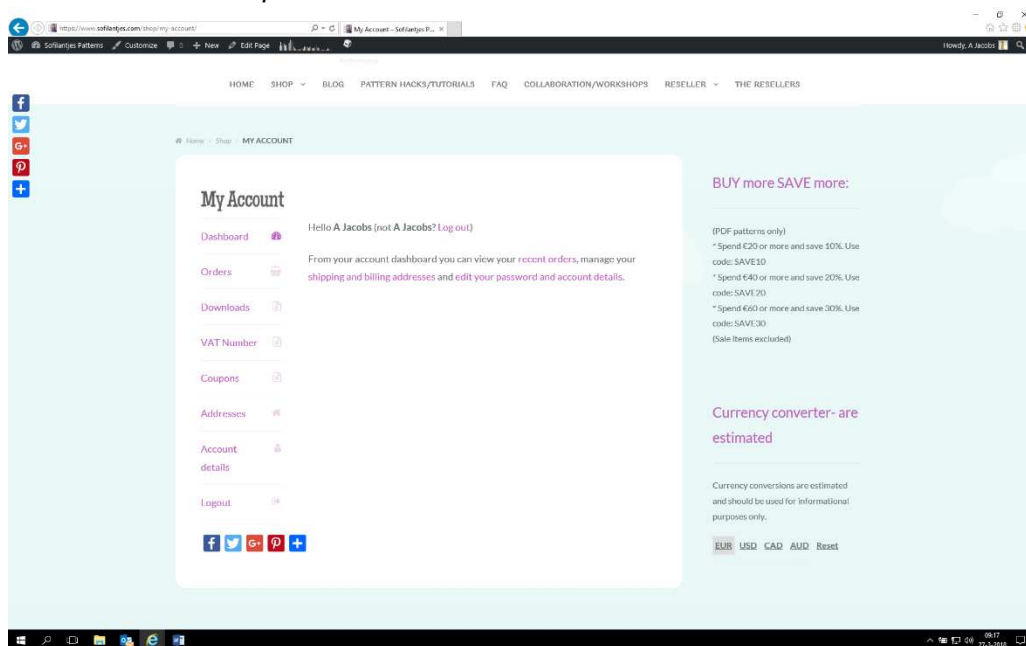 https://www.sofilantjes.com/shop/my-account/
My Account – Sofilantjes P...
Sofilantjes Patterns Customize 0 New Edit Page
Howdy, A Jacobs
HOME SHOP BLOG PATTERN HACKS/TUTORIALS FAQ COLLABORATION/WORKSHOPS RESELLER THE RESELLERS
Home Shop MY ACCOUNT
My Account
Dashboard
Orders
Downloads
VAT Number
Coupons
Addresses
Account
details
Logout
Hello A Jacobs (not A Jacobs? Log out)
From your account dashboard you can view your recent orders, manage your
shipping and billing addresses and edit your password and account details.
BUY more SAVE more:
(PDF patterns only)
* Spend €20 or more and save 10%. Use
code: SAVE10
* Spend €40 or more and save 20%. Use
code: SAVE20
* Spend €60 or more and save 30%. Use
code: SAVE30
(Sale Items excluded)
Currency converter- are
estimated
Currency conversions are estimated
and should be used for informational
purposes only.
EUR USD CAD AUD Reset
09:17
27-3-2018